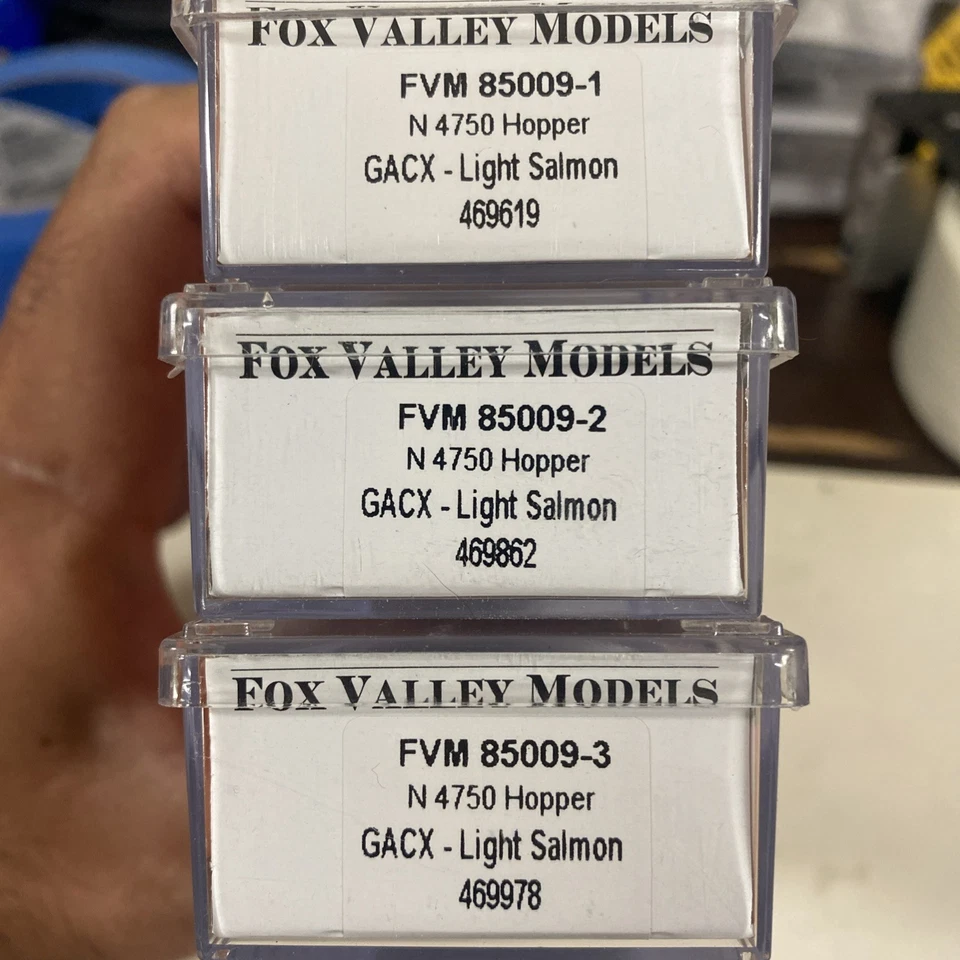 FOX VALLEY MODELS
FVM 85009-1
N 4750 Hopper
GACX - Light Salmon
469619
FOX VALLEY MODELS
FVM 85009-2
N 4750 Hopper
GACX - Light Salmon
469862
FOX VALLEY MODELS
FVM 85009-3
N 4750 Hopper
GACX - Light Salmon
469978